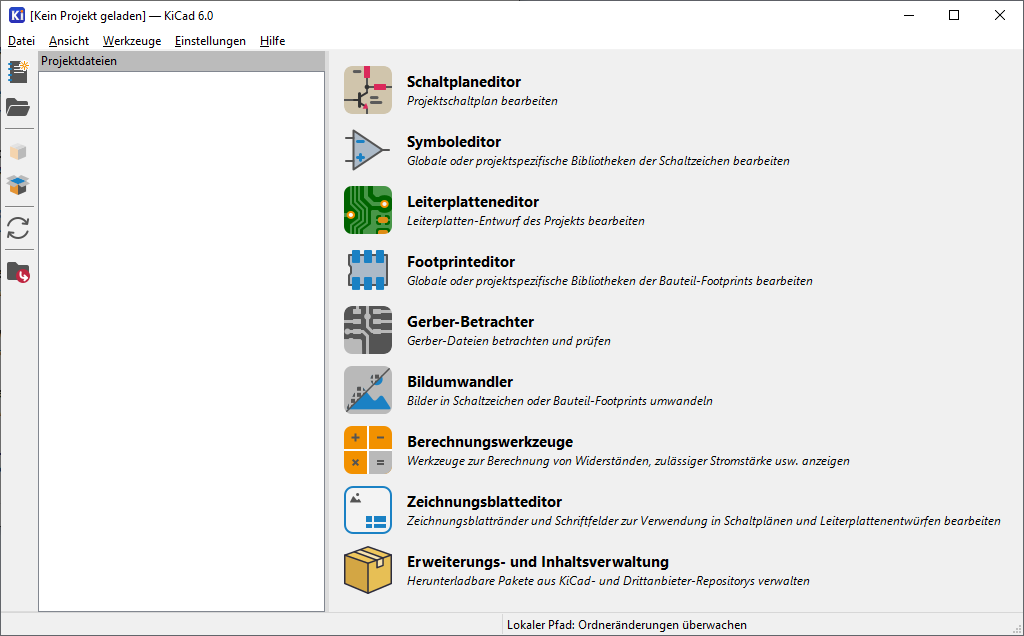 Ki [Kein Projekt geladen] — KiCad 6.0
Datei Ansicht Werkzeuge Einstellungen Hilfe
Projektdateien
Schaltplaneditor
Projektschaltplan bearbeiten
Symboleditor
Globale oder projektspezifische Bibliotheken der Schaltzeichen bearbeiten
Leiterplatteneditor
Leiterplatten-Entwurf des Projekts bearbeiten
Footprinteditor
Globale oder projektspezifische Bibliotheken der Bauteil-Footprints bearbeiten
Gerber-Betrachter
Gerber-Dateien betrachten und prüfen
Bildumwandler
Bilder in Schaltzeichen oder Bauteil-Footprints umwandeln
Berechnungswerkzeuge
Werkzeuge zur Berechnung von Widerständen, zulässiger Stromstärke usw. anzeigen
Zeichnungsblatteditor
Zeichnungsblattränder und Schriftfelder zur Verwendung in Schaltplänen und Leiterplattenentwürfen bearbeiten
Erweiterungs- und Inhaltsverwaltung
Herunterladbare Pakete aus KiCad- und Drittanbieter-Repositorys verwalten
Lokaler Pfad: Ordneränderungen überwachen